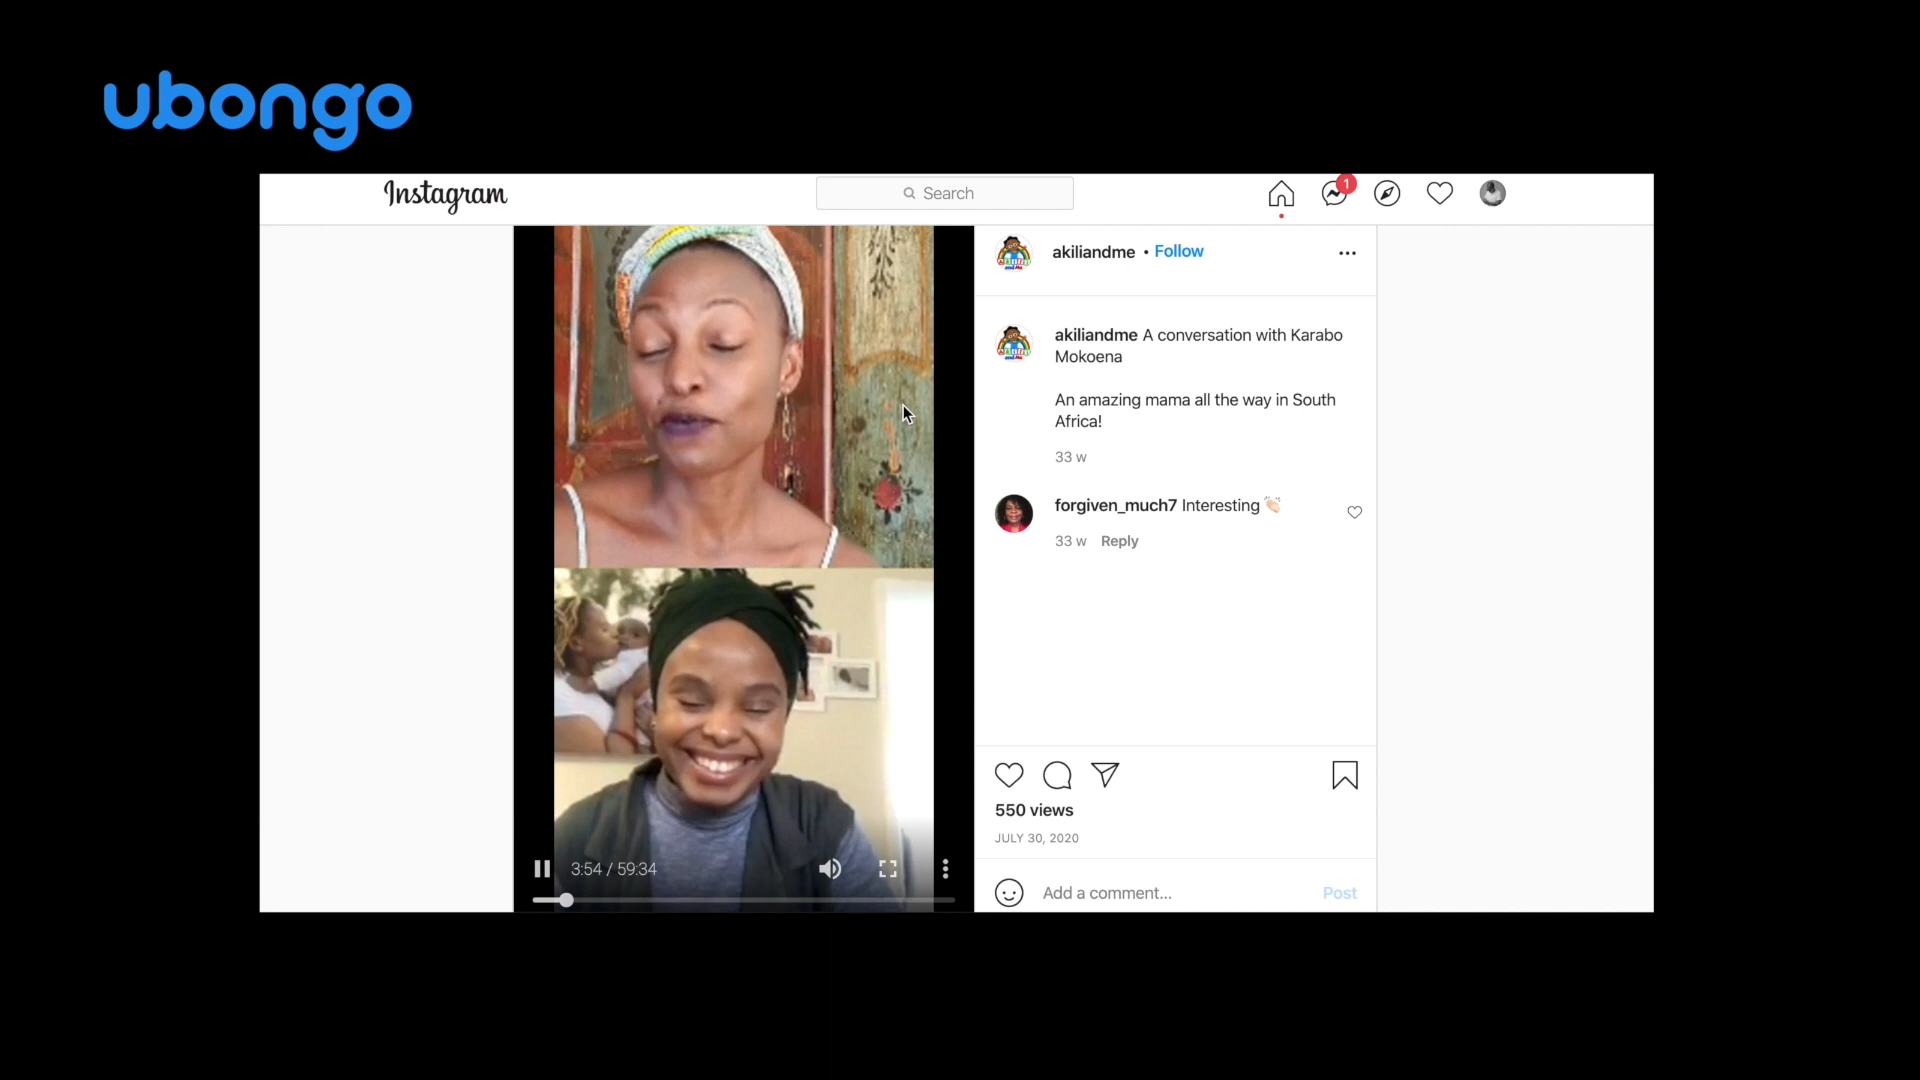 ubongo
Instagram
Search
1
akiliandme • Follow
akiliandme A conversation with Karabo
Mokoena
An amazing mama all the way in South
Africa!
33 w
forgiven_much7 Interesting 👏🏻
33 w Reply
550 views
JULY 30, 2020
3:54 / 59:34
Add a comment...
Post